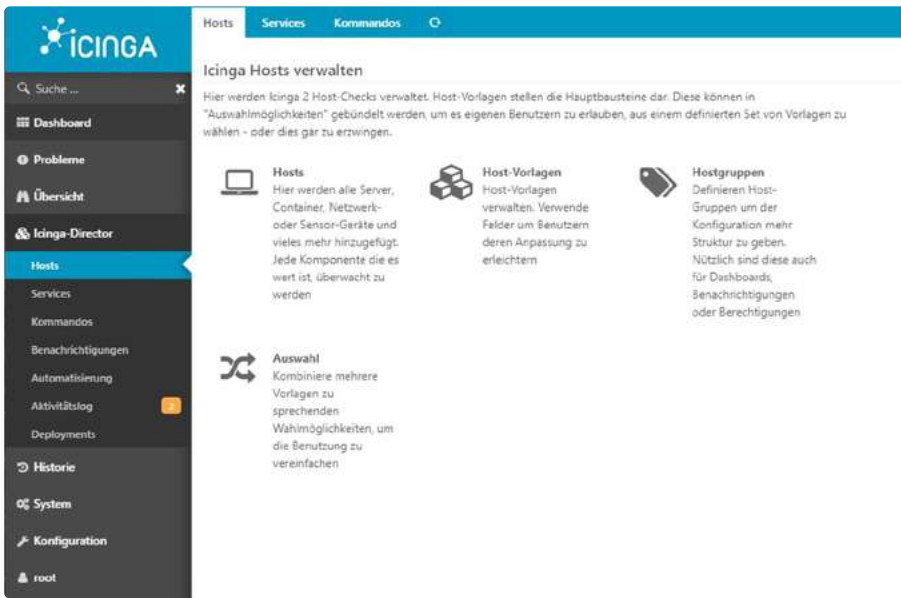 ICINGA
Hosts Services Kommandos
Suche ...
Dashboard
Probleme
Übersicht
Icinga-Director
Hosts
Services
Kommandos
Benachrichtigungen
Automatisierung
Aktivitätslog 2
Deployments
Historie
System
Konfiguration
root
Icinga Hosts verwalten
Hier werden Icinga 2 Host-Checks verwaltet. Host-Vorlagen stellen die Hauptbausteine dar. Diese können in
"Auswahlmöglichkeiten" gebündelt werden, um es eigenen Benutzern zu erlauben, aus einem definierten Set von Vorlagen zu
wählen - oder dies gar zu erzwingen.
Hosts
Hier werden alle Server,
Container, Netzwerk-
oder Sensor-Geräte und
vieles mehr hinzugefügt.
Jede Komponente die es
wert ist, überwacht zu
werden
Host-Vorlagen
Host-Vorlagen
verwalten. Verwende
Felder um Benutzern
deren Anpassung zu
erleichtern
Hostgruppen
Definieren Host-
Gruppen um der
Konfiguration mehr
Struktur zu geben.
Nützlich sind diese auch
für Dashboards,
Benachrichtigungen
oder Berechtigungen
Auswahl
Kombiniere mehrere
Vorlagen zu
sprechenden
Wahlmöglichkeiten, um
die Benutzung zu
vereinfachen